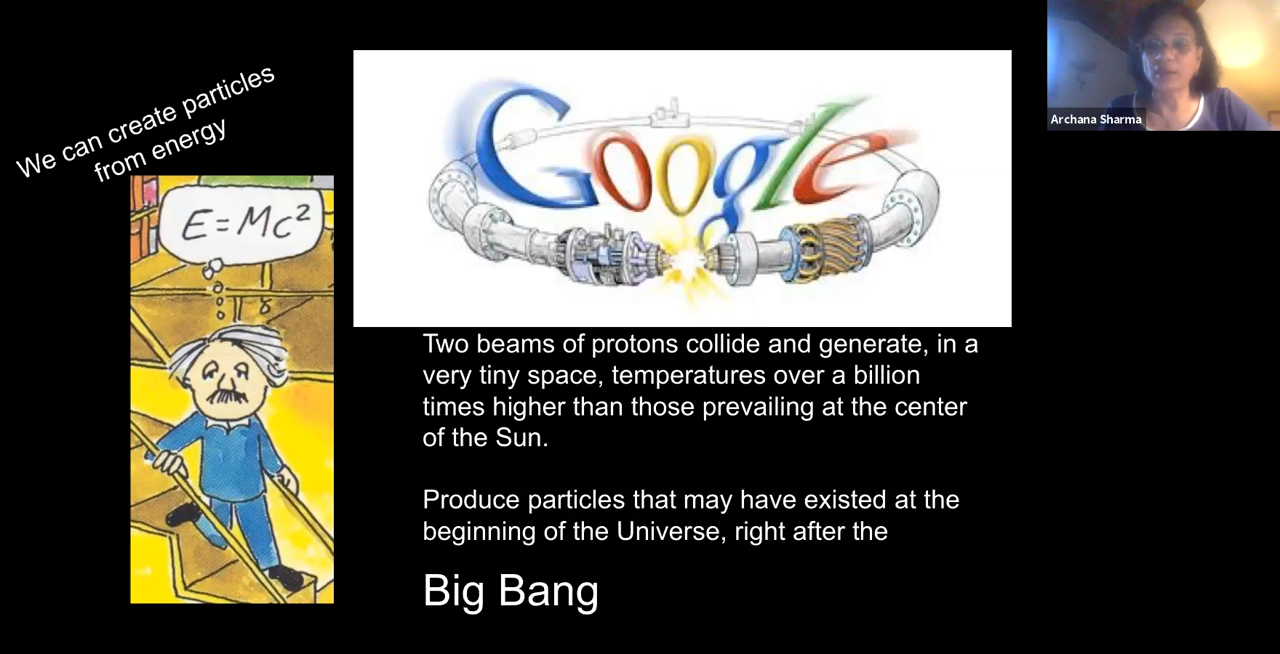 We can create particles
from energy
E=Mc²
Google
Archana Sharma
Two beams of protons collide and generate, in a
very tiny space, temperatures over a billion
times higher than those prevailing at the center
of the Sun.
Produce particles that may have existed at the
beginning of the Universe, right after the
Big Bang